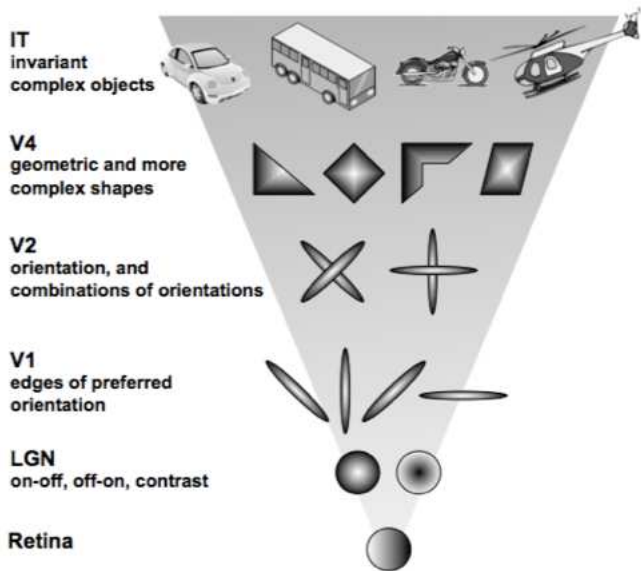 IT
invariant
complex objects
V4
geometric and more
complex shapes
V2
orientation, and
combinations of orientations
V1
edges of preferred
orientation
LGN
on-off, off-on, contrast
Retina